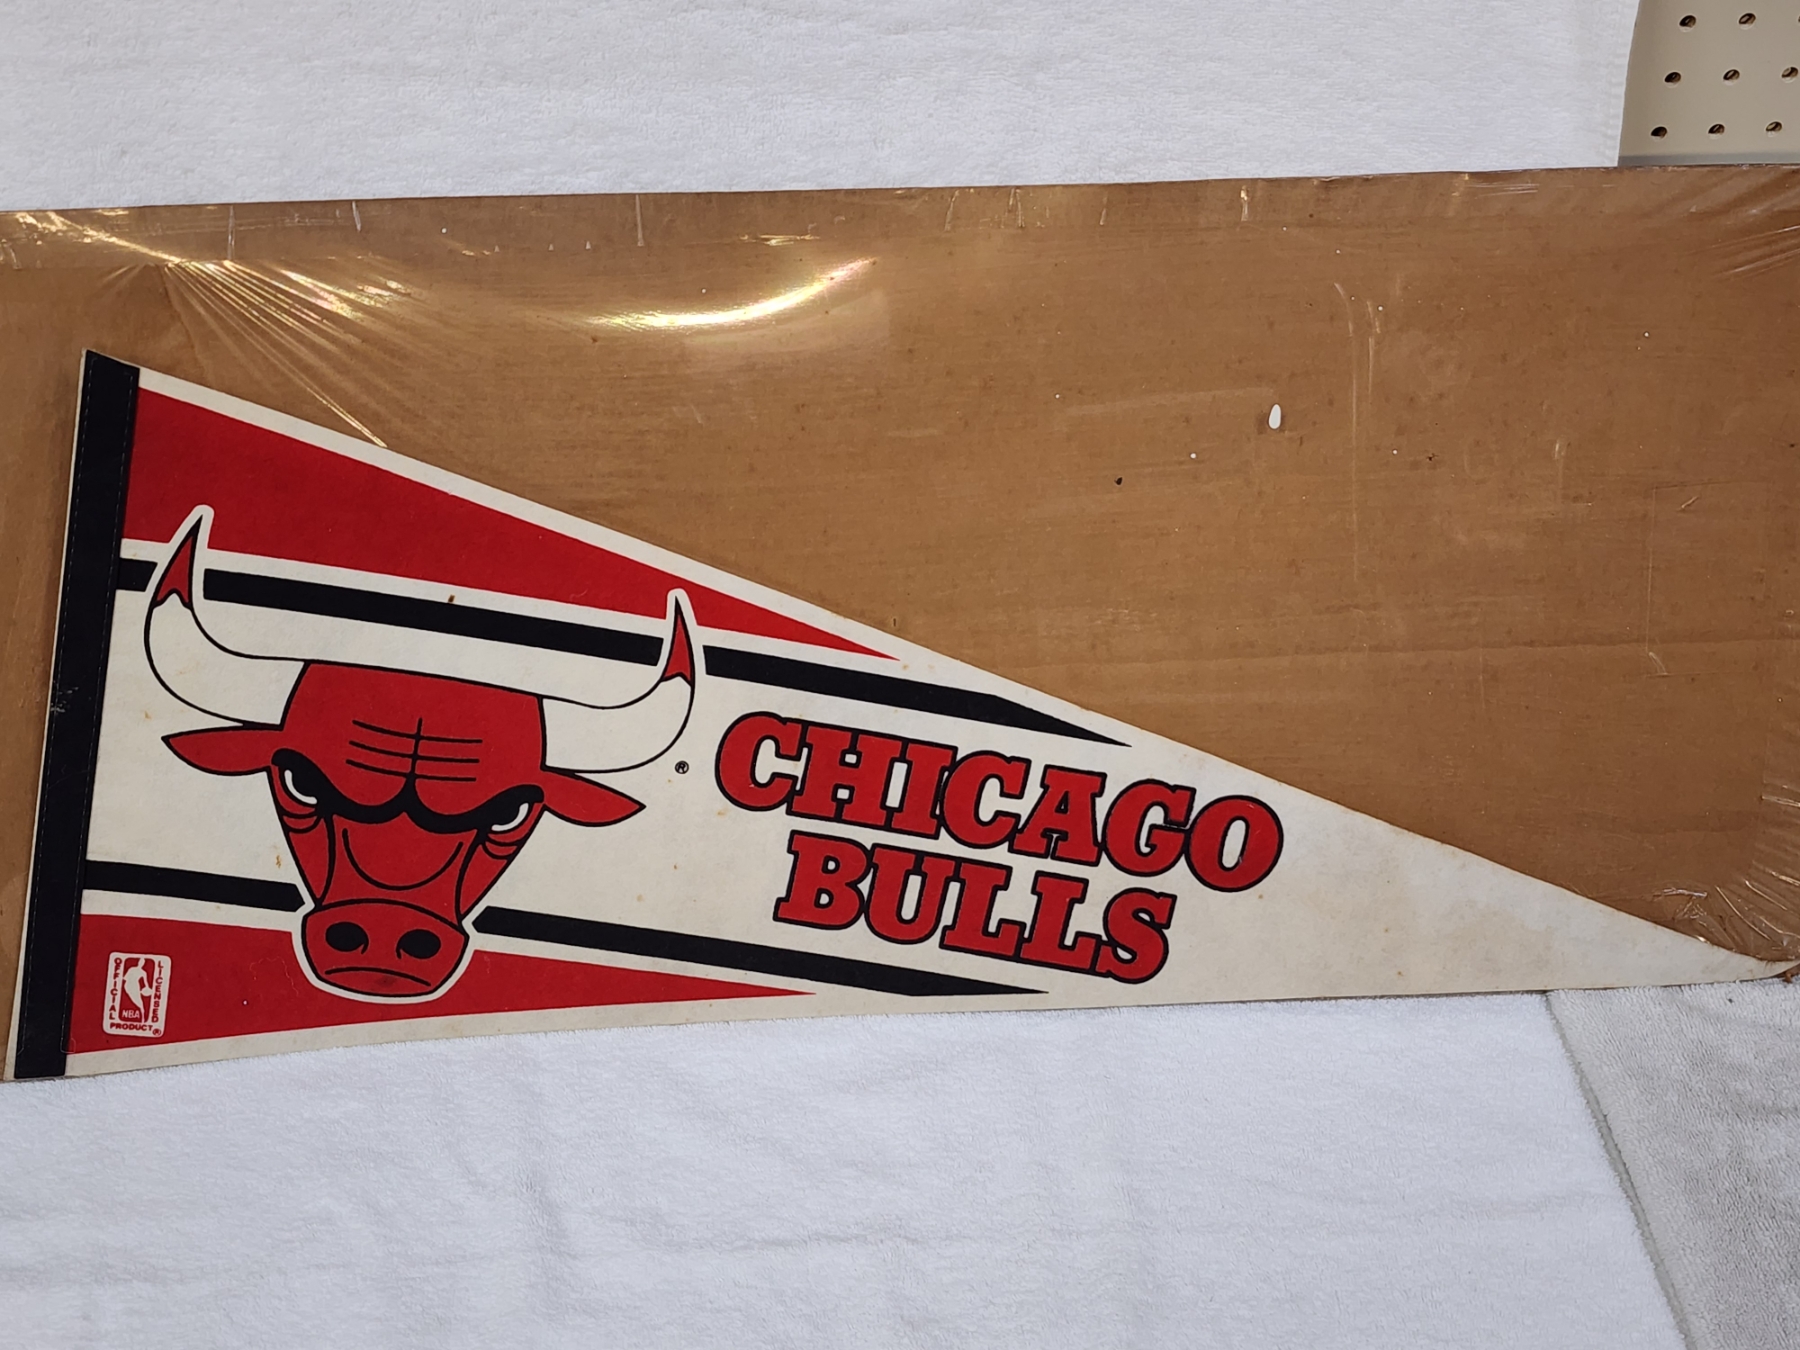 ®
CHICAGO
BULLS
OFFICIAL
LICENSED
NBA
PRODUCT®